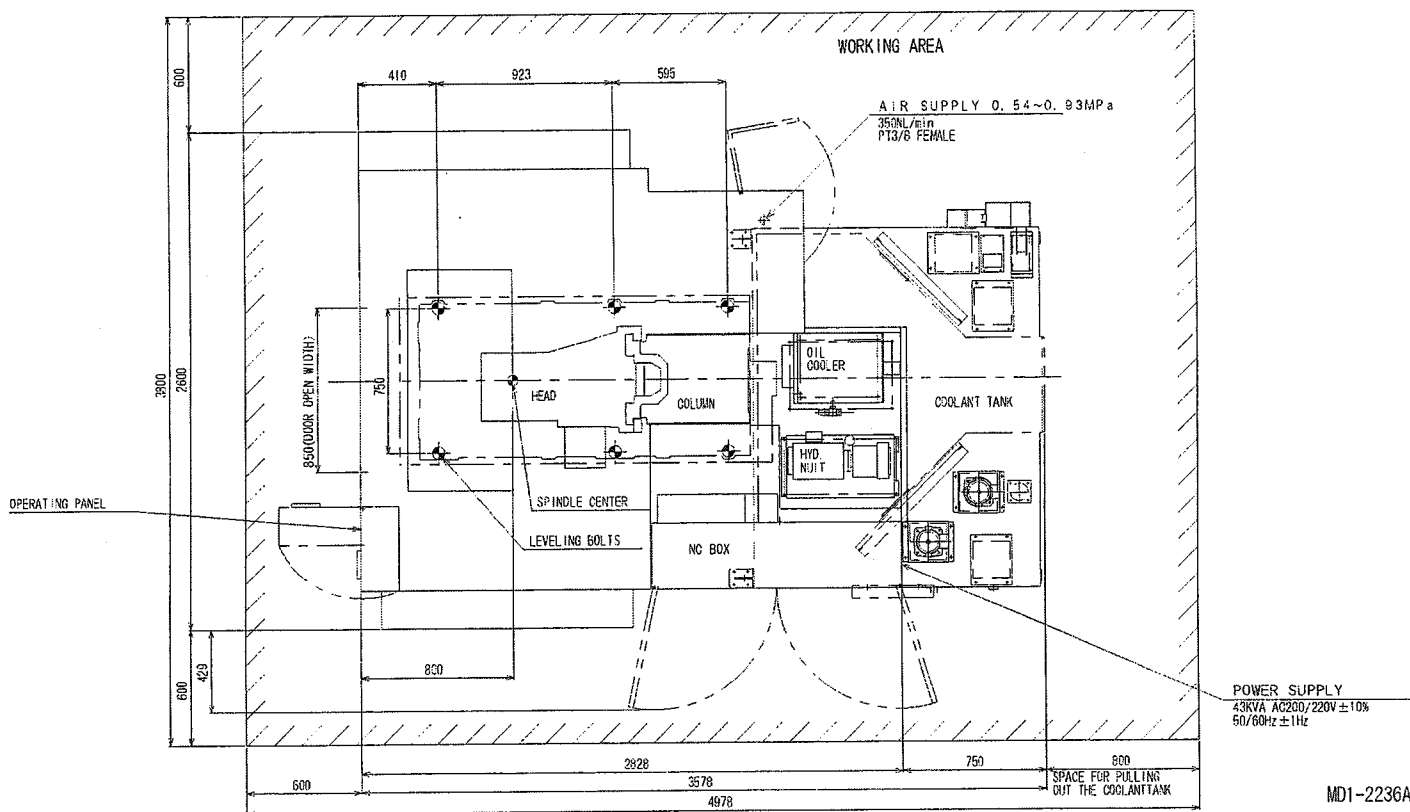 WORKING AREA
600
410
923
595
AIR SUPPLY 0.54~0.93MPa
350NL/min
PT3/8 FEMALE
3800
2600
850(DOOR OPEN WIDTH)
750
HEAD
COLUMN
OIL
COOLER
COOLANT TANK
HYD.
NUIT
OPERATING PANEL
SPINDLE CENTER
LEVELING BOLTS
NC BOX
429
600
800
POWER SUPPLY
43KVA AC200/220V±10%
50/60Hz±1Hz
2828
750
800
600
3578
SPACE FOR PULLING
OUT THE COOLANTTANK
4978
MD1-2236A